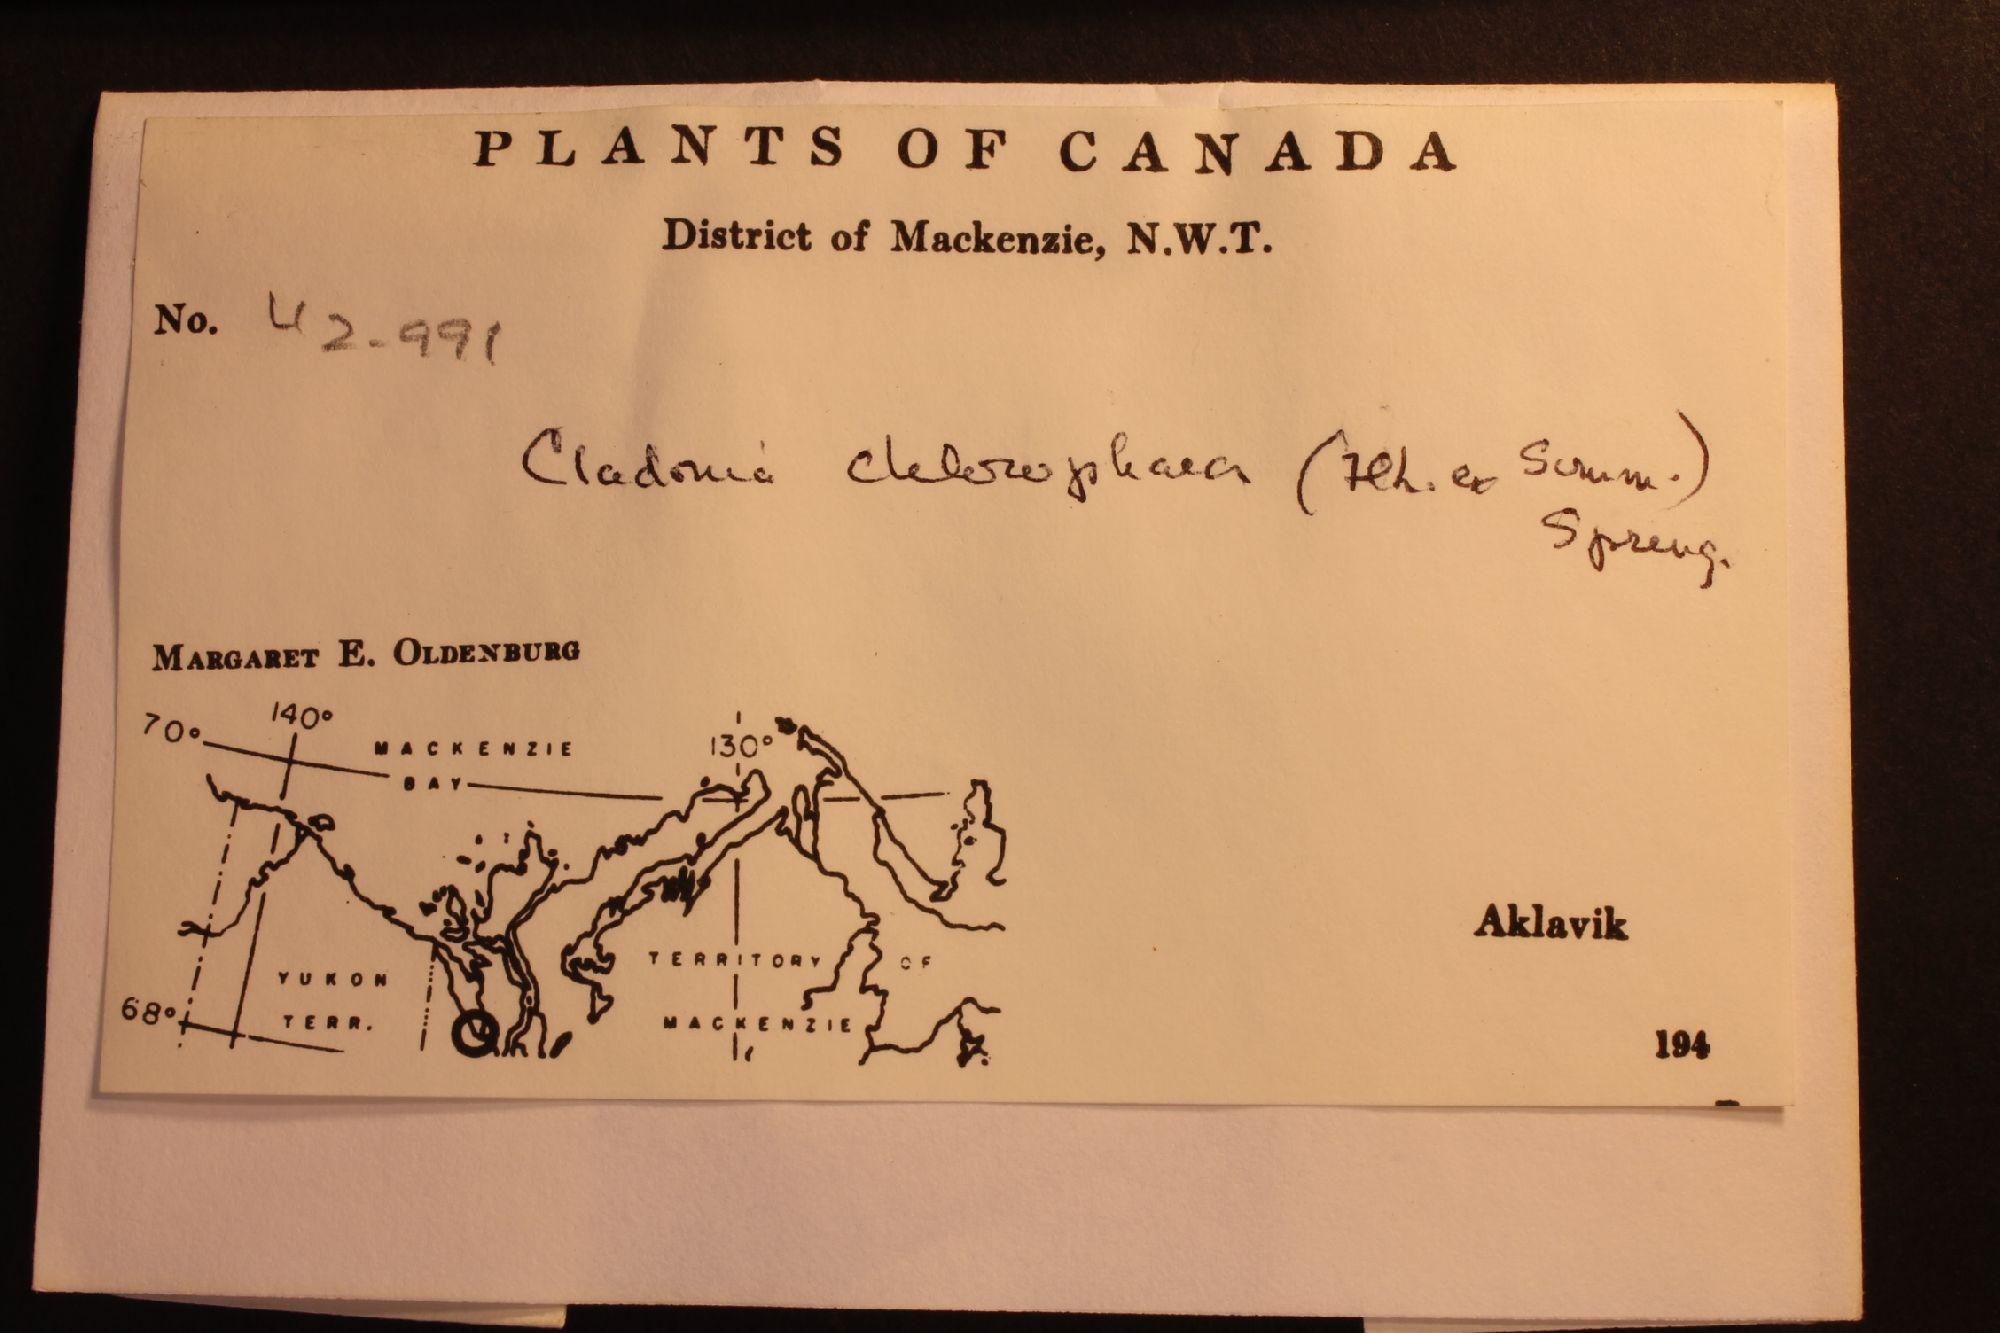 PLANTS OF CANADA
District of Mackenzie, N.W.T.
No. 42-991
Cladonia chlorophaea (Flk. ex Somm.)
Spreng.
MARGARET E. OLDENBURG
70° 140° MACKENZIE BAY 130°
YUKON TERR.
TERRITORY OF MACKENZIE
68°
Aklavik
194